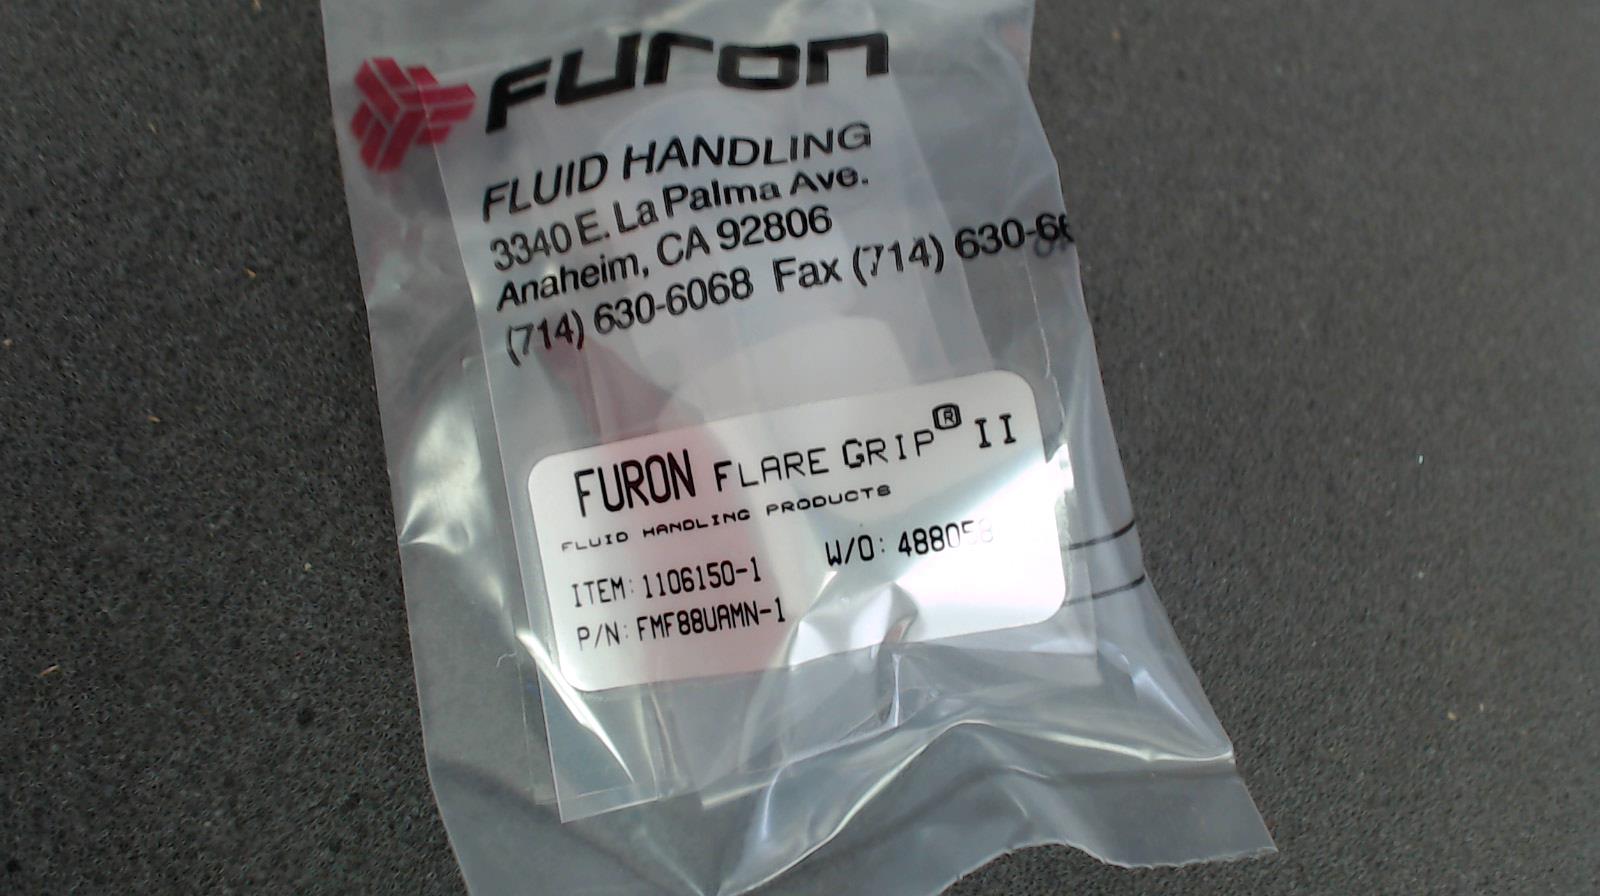 FURON
FLUID HANDLING
3340 E. La Palma Ave.
Anaheim, CA 92806
(714) 630-6068 Fax (714)
FURON FLARE GRIP® II
FLUID HANDLING PRODUCTS
ITEM: 1106150-1 W/O: 488058
P/N: FMF88UAMN-1